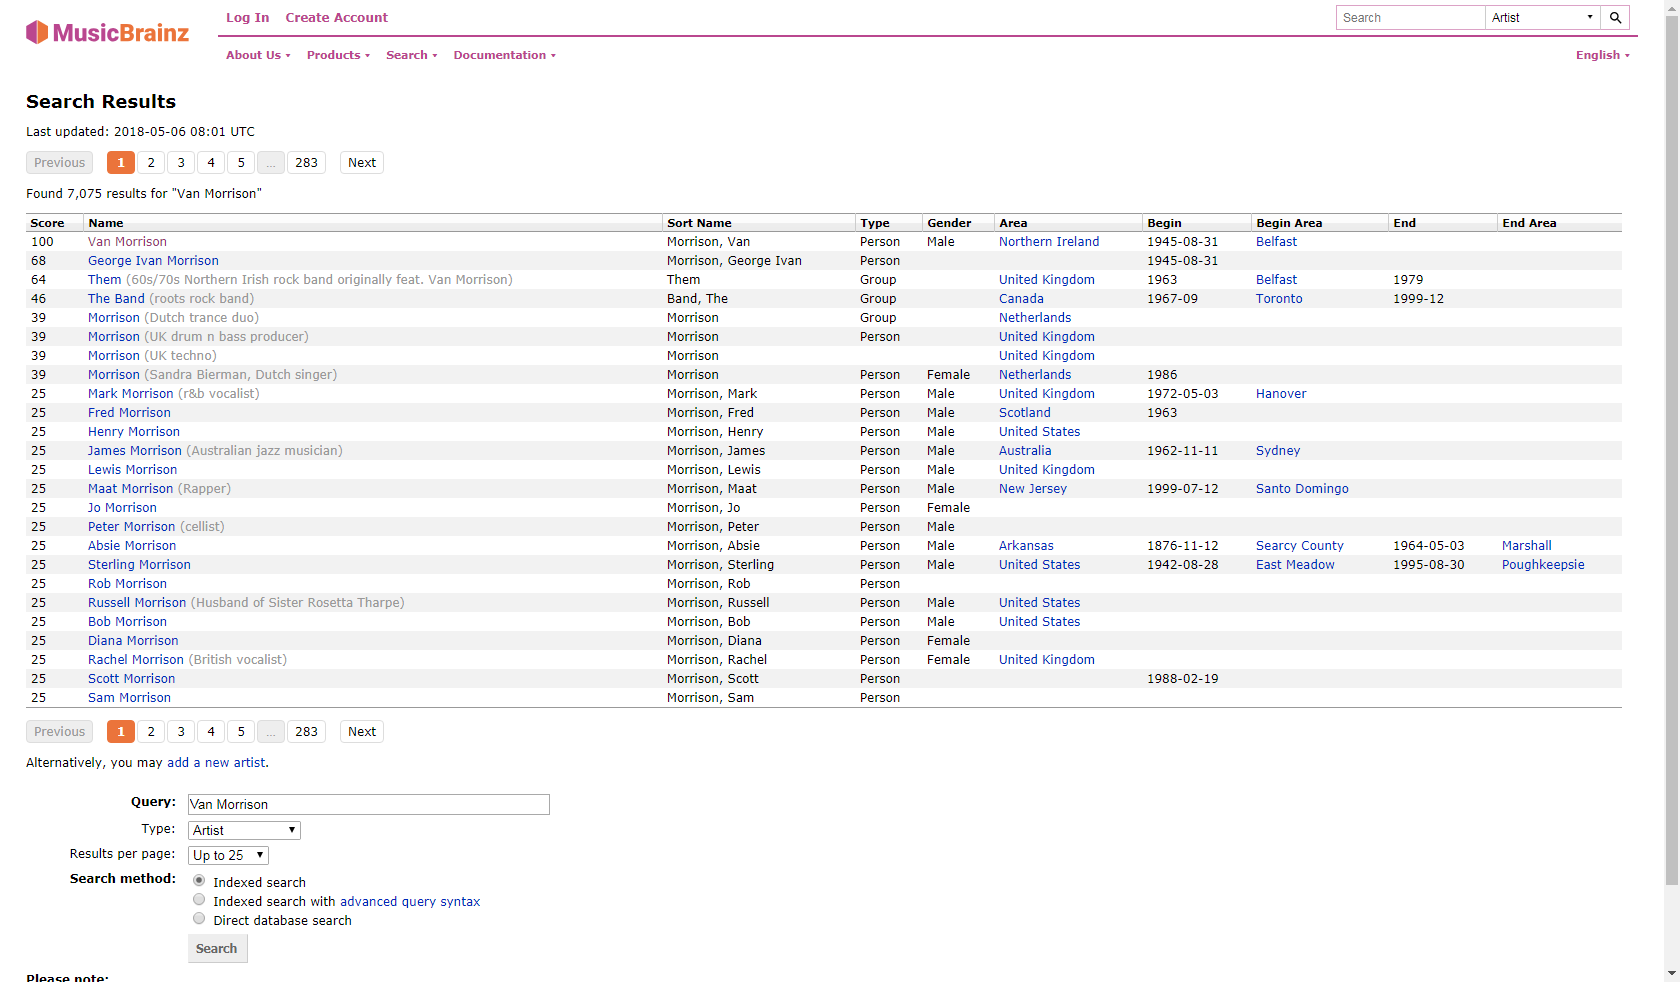 MusicBrainz
Log In Create Account
Search Artist
About Us Products Search Documentation English
Search Results
Last updated: 2018-05-06 08:01 UTC
Previous 1 2 3 4 5 ... 283 Next
Found 7,075 results for "Van Morrison"
Score Name Sort Name Type Gender Area Begin Begin Area End End Area
100 Van Morrison Morrison, Van Person Male Northern Ireland 1945-08-31 Belfast
68 George Ivan Morrison Morrison, George Ivan Person 1945-08-31
64 Them (60s/70s Northern Irish rock band originally feat. Van Morrison) Them Group United Kingdom 1963 Belfast 1979
46 The Band (roots rock band) Band, The Group Canada 1967-09 Toronto 1999-12
39 Morrison (Dutch trance duo) Morrison Group Netherlands
39 Morrison (UK drum n bass producer) Morrison Person United Kingdom
39 Morrison (UK techno) Morrison United Kingdom
39 Morrison (Sandra Bierman, Dutch singer) Morrison Person Female Netherlands 1986
25 Mark Morrison (r&b vocalist) Morrison, Mark Person Male United Kingdom 1972-05-03 Hanover
25 Fred Morrison Morrison, Fred Person Male Scotland 1963
25 Henry Morrison Morrison, Henry Person Male United States
25 James Morrison (Australian jazz musician) Morrison, James Person Male Australia 1962-11-11 Sydney
25 Lewis Morrison Morrison, Lewis Person Male United Kingdom
25 Maat Morrison (Rapper) Morrison, Maat Person Male New Jersey 1999-07-12 Santo Domingo
25 Jo Morrison Morrison, Jo Person Female
25 Peter Morrison (cellist) Morrison, Peter Person Male
25 Absie Morrison Morrison, Absie Person Male Arkansas 1876-11-12 Searcy County 1964-05-03 Marshall
25 Sterling Morrison Morrison, Sterling Person Male United States 1942-08-28 East Meadow 1995-08-30 Poughkeepsie
25 Rob Morrison Morrison, Rob Person
25 Russell Morrison (Husband of Sister Rosetta Tharpe) Morrison, Russell Person Male United States
25 Bob Morrison Morrison, Bob Person Male United States
25 Diana Morrison Morrison, Diana Person Female
25 Rachel Morrison (British vocalist) Morrison, Rachel Person Female United Kingdom
25 Scott Morrison Morrison, Scott Person 1988-02-19
25 Sam Morrison Morrison, Sam Person
Previous 1 2 3 4 5 ... 283 Next
Alternatively, you may add a new artist.
Query: Van Morrison
Type: Artist
Results per page: Up to 25
Search method: Indexed search
Indexed search with advanced query syntax
Direct database search
Search
Please note: